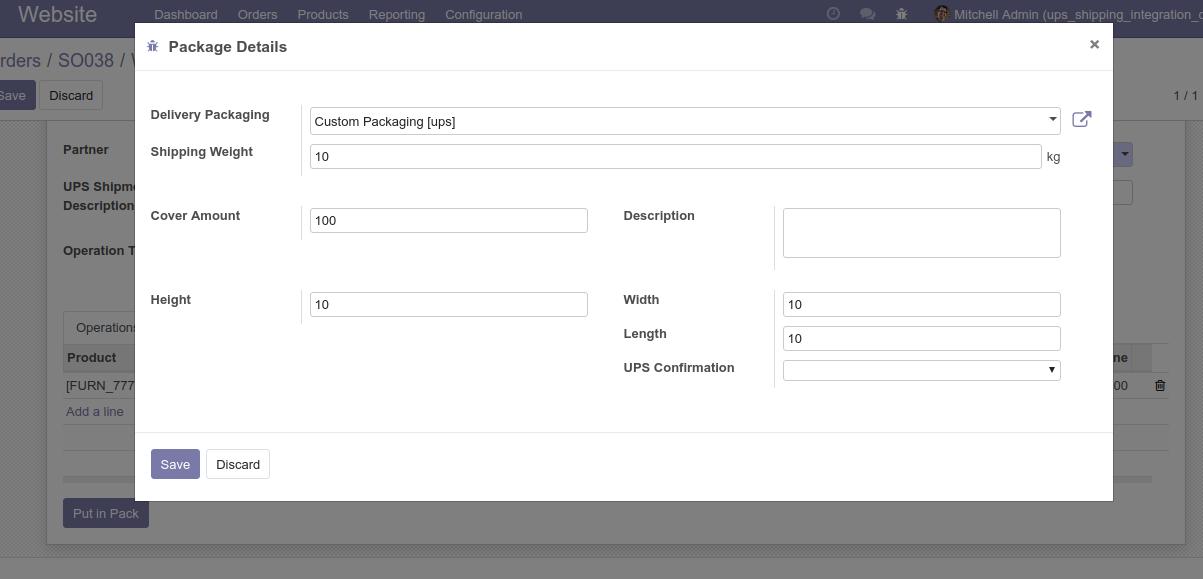 Website Dashboard Orders Products Reporting Configuration Mitchell Admin (ups_shipping_integration_
Package Details ×
rders / SO038 /
Save Discard 1 / 1
Delivery Packaging Custom Packaging [ups]
Shipping Weight 10 kg
Partner
UPS Shipm
Description
Cover Amount 100 Description
Operation T
Height 10 Width 10
Length 10
UPS Confirmation
Operations
Product ne
[FURN_777 00
Add a line
Save Discard
Put in Pack